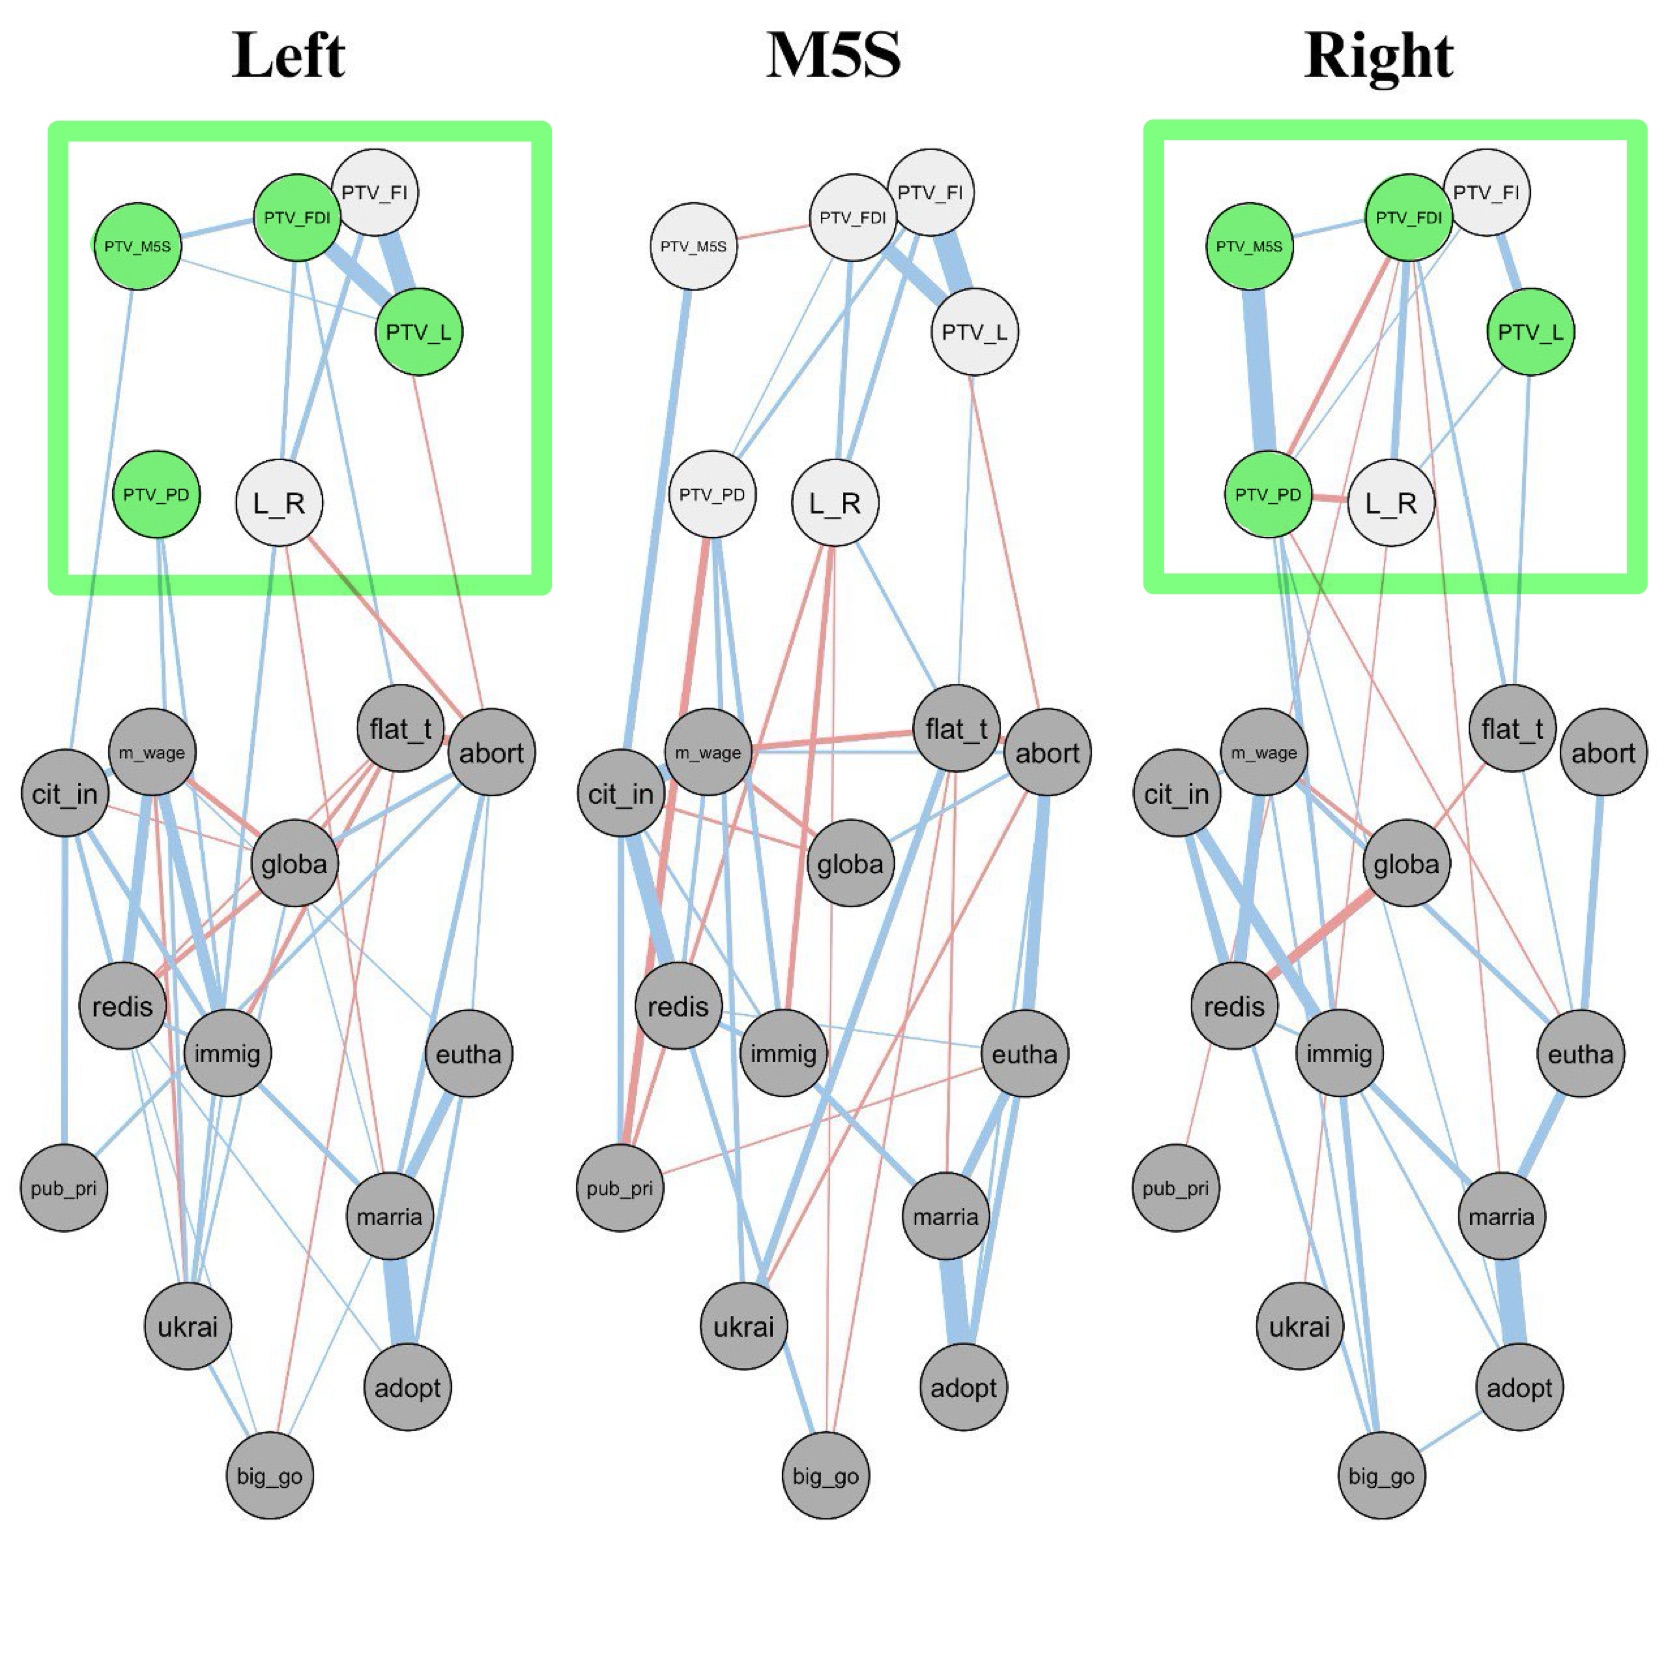 Left
M5S
Right
PTV_M5S
PTV_FDI
PTV_FI
PTV_L
PTV_PD
L_R
cit_in
m_wage
flat_t
abort
globa
redis
immig
eutha
pub_pri
marria
ukrai
adopt
big_go
PTV_M5S
PTV_FDI
PTV_FI
PTV_L
PTV_PD
L_R
cit_in
m_wage
flat_t
abort
globa
redis
immig
eutha
pub_pri
marria
ukrai
adopt
big_go
PTV_M5S
PTV_FDI
PTV_FI
PTV_L
PTV_PD
L_R
cit_in
m_wage
flat_t
abort
globa
redis
immig
eutha
pub_pri
marria
ukrai
adopt
big_go